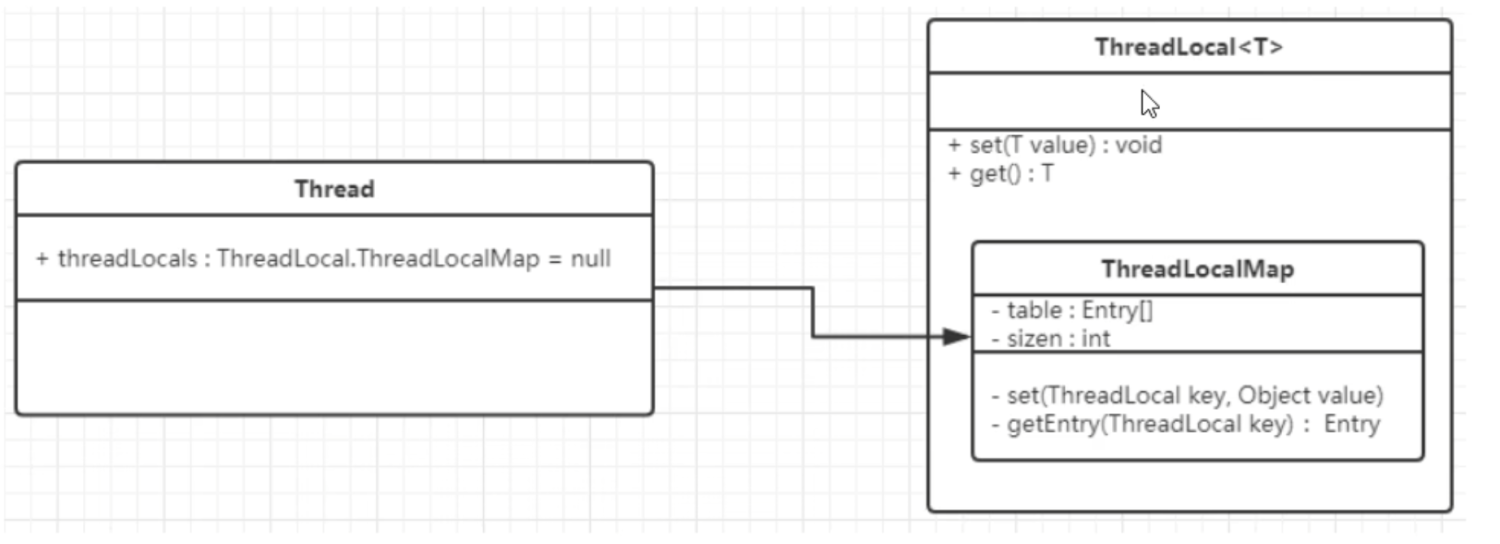 Thread
+ threadLocals : ThreadLocal.ThreadLocalMap = null
ThreadLocal<T>
+ set(T value) : void
+ get() : T
ThreadLocalMap
- table : Entry[]
- sizen : int
- set(ThreadLocal key, Object value)
- getEntry(ThreadLocal key) : Entry